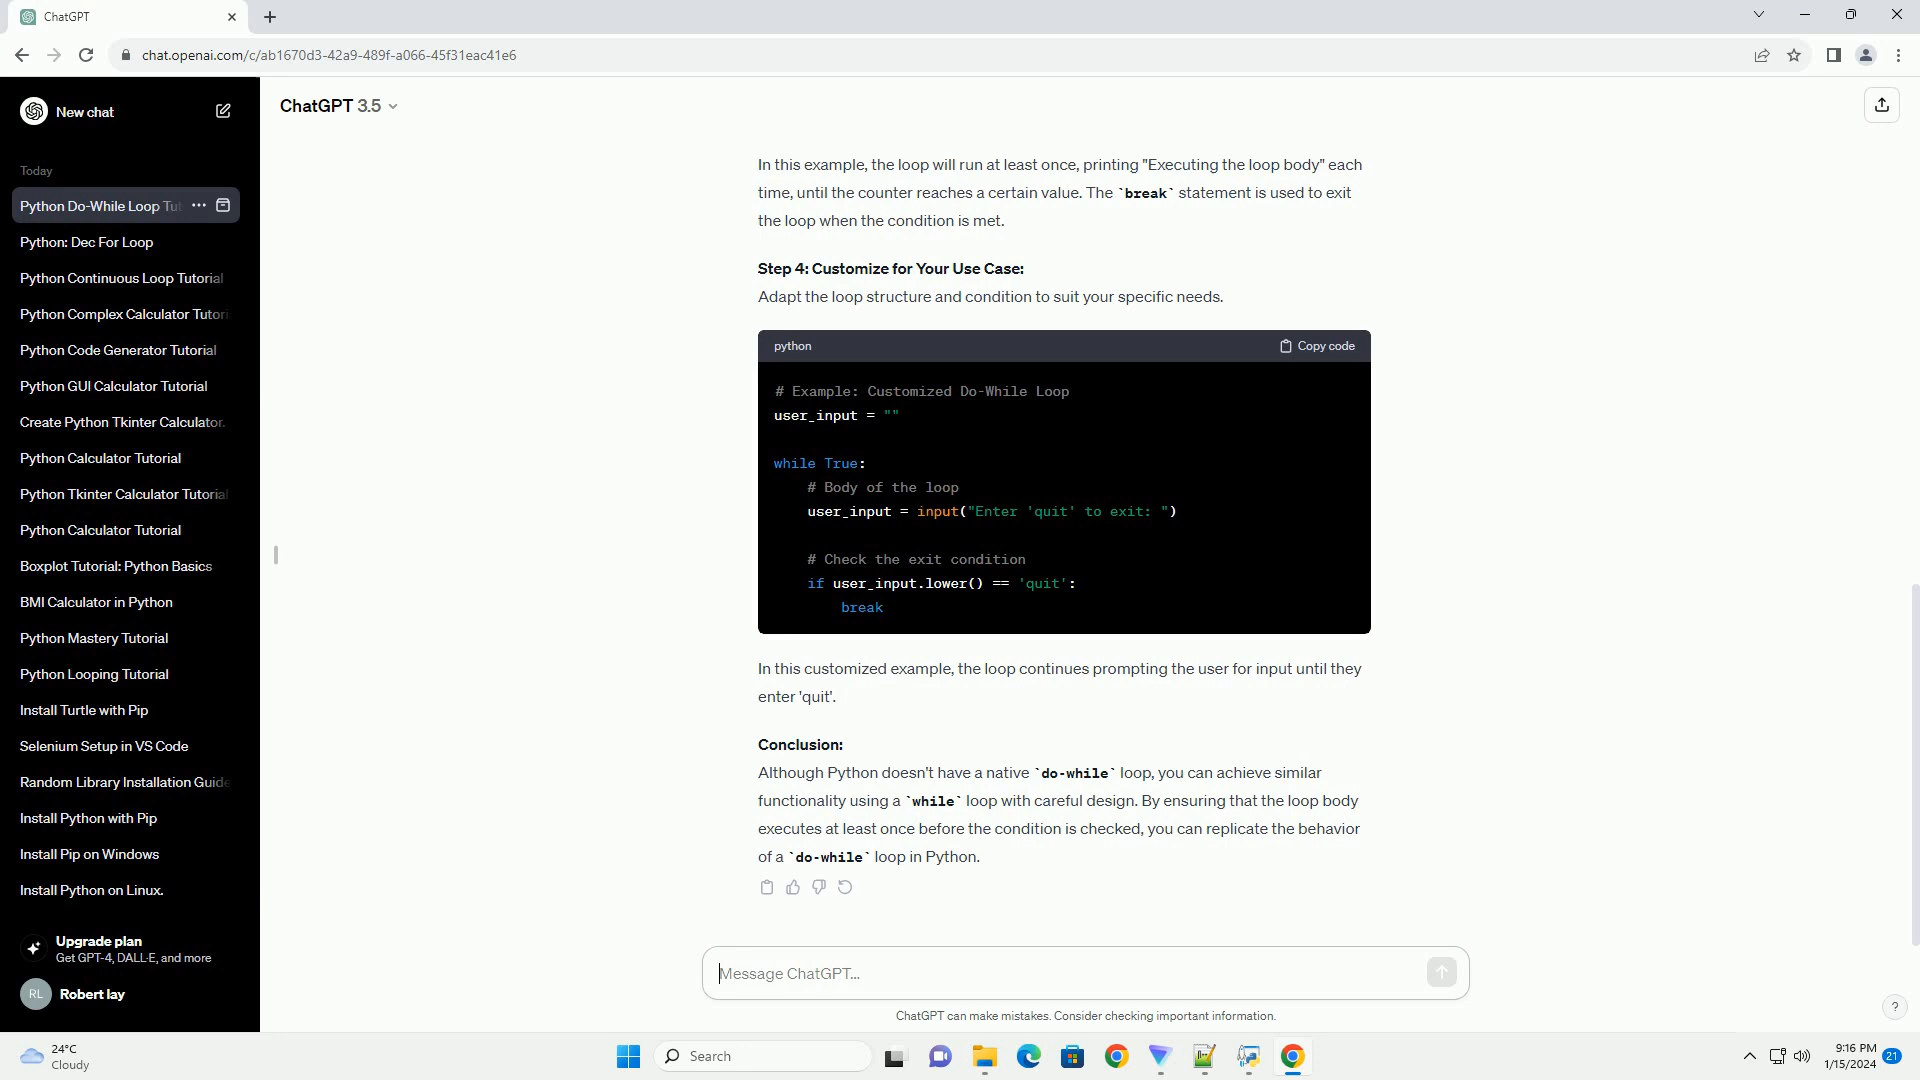 ChatGPT
chat.openai.com/c/ab1670d3-42a9-489f-a066-45f31eac41e6
New chat
ChatGPT 3.5
Today
Python Do-While Loop Tut
Python: Dec For Loop
Python Continuous Loop Tutorial
Python Complex Calculator Tutori
Python Code Generator Tutorial
Python GUI Calculator Tutorial
Create Python Tkinter Calculator.
Python Calculator Tutorial
Python Tkinter Calculator Tutorial
Python Calculator Tutorial
Boxplot Tutorial: Python Basics
BMI Calculator in Python
Python Mastery Tutorial
Python Looping Tutorial
Install Turtle with Pip
Selenium Setup in VS Code
Random Library Installation Guide
Install Python with Pip
Install Pip on Windows
Install Python on Linux.
Upgrade plan
Get GPT-4, DALL·E, and more
RL Robert lay
In this example, the loop will run at least once, printing "Executing the loop body" each
time, until the counter reaches a certain value. The `break` statement is used to exit
the loop when the condition is met.
Step 4: Customize for Your Use Case:
Adapt the loop structure and condition to suit your specific needs.
python Copy code
# Example: Customized Do-While Loop
user_input = ""
while True:
# Body of the loop
user_input = input("Enter 'quit' to exit: ")
# Check the exit condition
if user_input.lower() == 'quit':
break
In this customized example, the loop continues prompting the user for input until they
enter 'quit'.
Conclusion:
Although Python doesn't have a native `do-while` loop, you can achieve similar
functionality using a `while` loop with careful design. By ensuring that the loop body
executes at least once before the condition is checked, you can replicate the behavior
of a `do-while` loop in Python.
Message ChatGPT...
ChatGPT can make mistakes. Consider checking important information.
?
24°C
Cloudy
Search
9:16 PM
1/15/2024
21